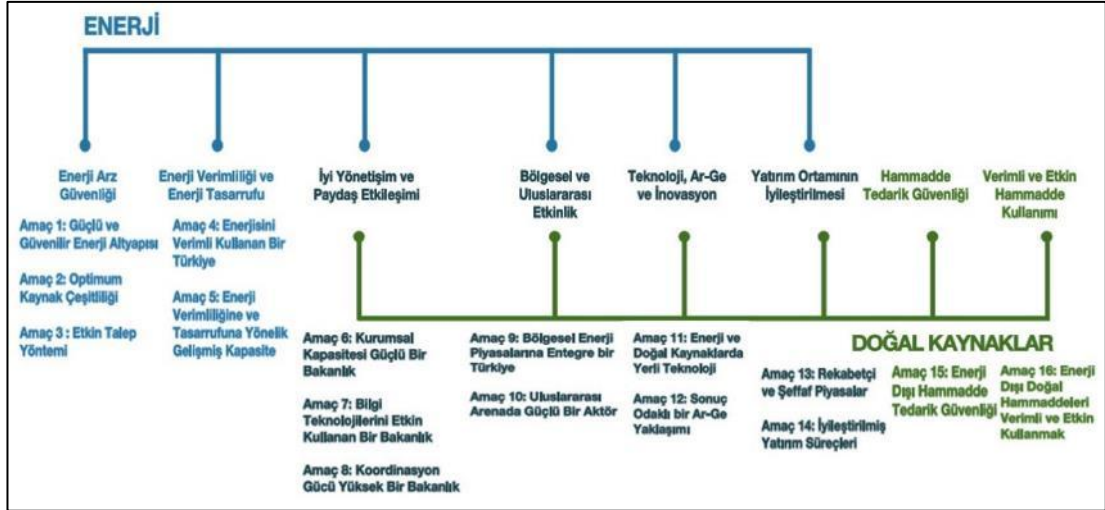 ENERJİ
Enerji Arz
Güvenliği
Amaç 1: Güçlü ve
Güvenilir Enerji Altyapısı
Amaç 2: Optimum
Kaynak Çeşitliliği
Amaç 3 : Etkin Talep
Yöntemi
Enerji Verimliliği ve
Enerji Tasarrufu
Amaç 4: Enerjisini
Verimli Kullanan Bir
Türkiye
Amaç 5: Enerji
Verimliliğine ve
Tasarrufuna Yönelik
Gelişmiş Kapasite
İyi Yönetişim ve
Paydaş Etkileşimi
Amaç 6: Kurumsal
Kapasitesi Güçlü Bir
Bakanlık
Amaç 7: Bilgi
Teknolojilerini Etkin
Kullanan Bir Bakanlık
Amaç 8: Koordinasyon
Gücü Yüksek Bir Bakanlık
Bölgesel ve
Uluslararası
Etkinlik
Amaç 9: Bölgesel Enerji
Piyasalarına Entegre bir
Türkiye
Amaç 10: Uluslararası
Arenada Güçlü Bir Aktör
Teknoloji, Ar-Ge
ve İnovasyon
Amaç 11: Enerji ve
Doğal Kaynaklarda
Yerli Teknoloji
Amaç 12: Sonuç
Odaklı bir Ar-Ge
Yaklaşımı
Yatırım Ortamının
İyileştirilmesi
Amaç 13: Rekabetçi
ve Şeffaf Piyasalar
Amaç 14: İyileştirilmiş
Yatırım Süreçleri
Hammadde
Tedarik Güvenliği
Verimli ve Etkin
Hammadde
Kullanımı
DOĞAL KAYNAKLAR
Amaç 15: Enerji
Dışı Hammadde
Tedarik Güvenliği
Amaç 16: Enerji
Dışı Doğal
Hammaddeleri
Verimli ve Etkin
Kullanmak